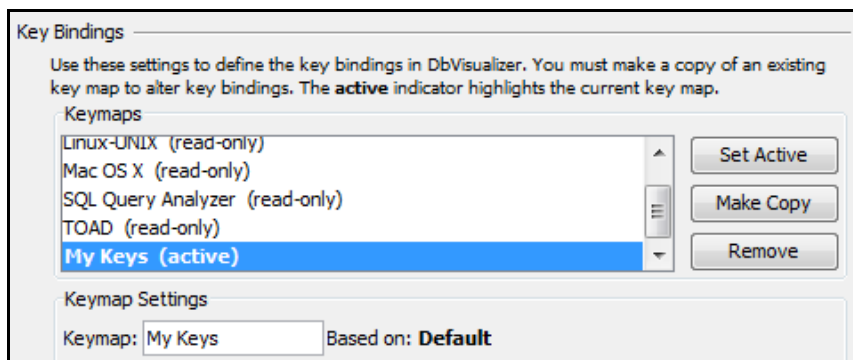 Key Bindings
Use these settings to define the key bindings in DbVisualizer. You must make a copy of an existing
key map to alter key bindings. The active indicator highlights the current key map.
Keymaps
Linux-UNIX (read-only)
Mac OS X (read-only)
SQL Query Analyzer (read-only)
TOAD (read-only)
My Keys (active)
Set Active
Make Copy
Remove
Keymap Settings
Keymap: My Keys Based on: Default